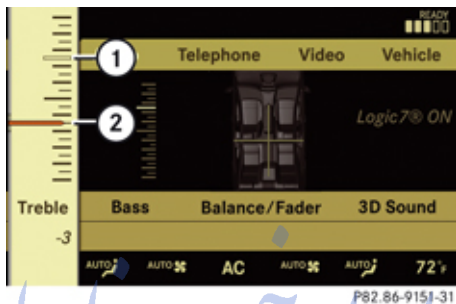 READY
1 Telephone Video Vehicle
2
Logic7® ON
Treble Bass Balance/Fader 3D Sound
-3
AUTO AUTO AC AUTO AUTO 72°F
P82.86-9151-31